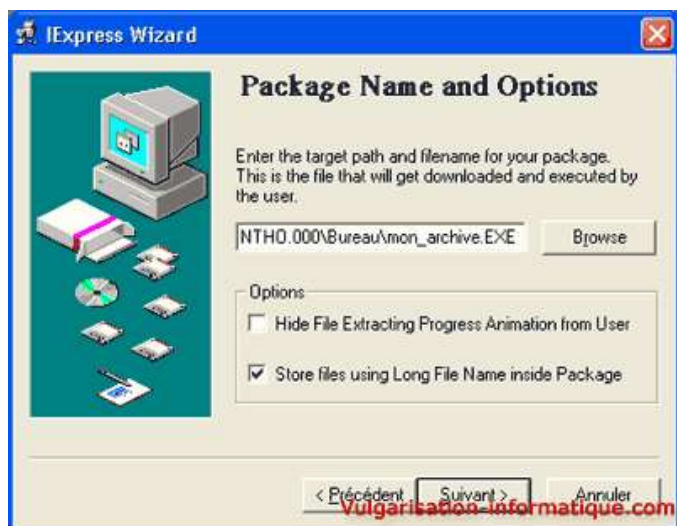 IExpress Wizard
Package Name and Options
Enter the target path and filename for your package.
This is the file that will get downloaded and executed by
the user.
NTHO.000\Bureau\mon_archive.EXE
Browse
Options
Hide File Extracting Progress Animation from User
Store files using Long File Name inside Package
< Précédent
Suivant >
Annuler
Vulgarisation-informatique.com